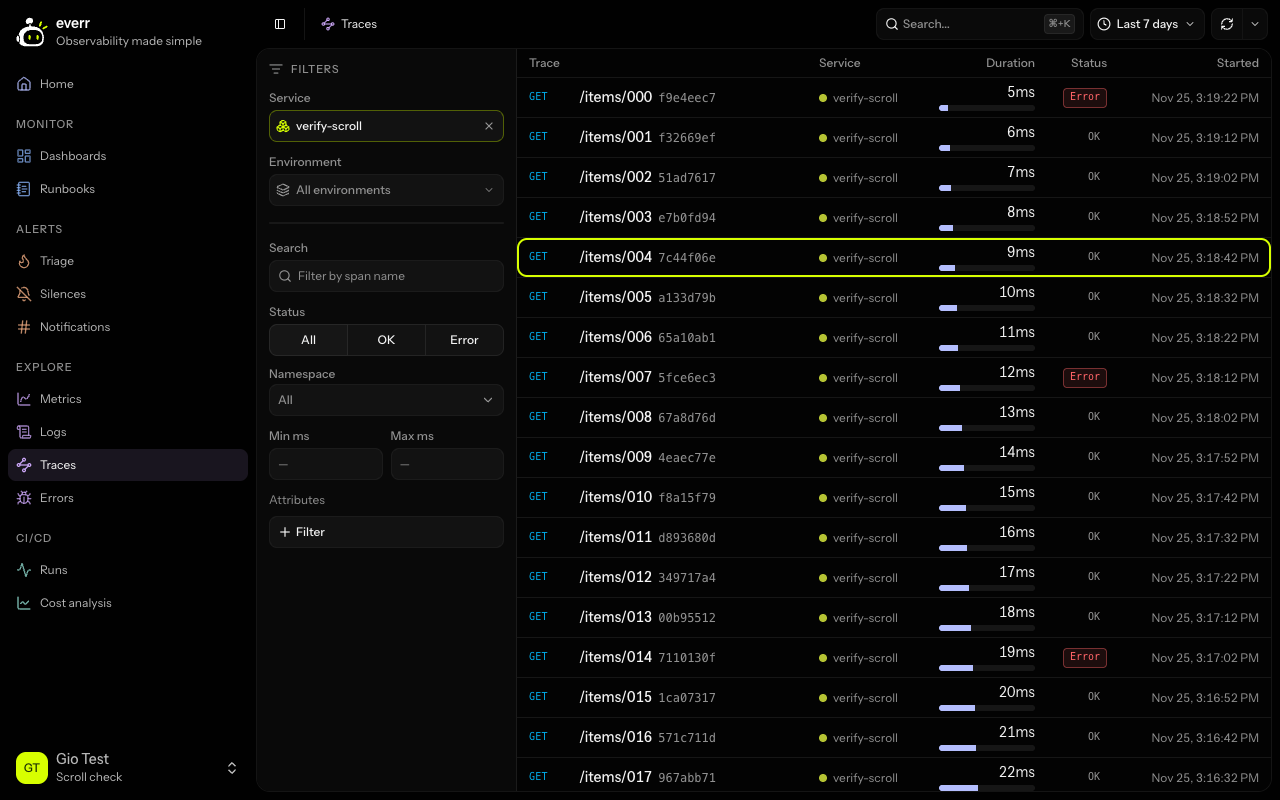 everr
Observability made simple
Traces
Search...
⌘+K
Last 7 days
Home
MONITOR
Dashboards
Runbooks
ALERTS
Triage
Silences
Notifications
EXPLORE
Metrics
Logs
Traces
Errors
CI/CD
Runs
Cost analysis
GT
Gio Test
Scroll check
FILTERS
Service
verify-scroll
Environment
All environments
Search
Filter by span name
Status
All OK Error
Namespace
All
Min ms Max ms
— —
Attributes
+ Filter
Trace Service Duration Status Started
GET /items/000 f9e4eec7 verify-scroll 5ms Error Nov 25, 3:19:22 PM
GET /items/001 f32669ef verify-scroll 6ms OK Nov 25, 3:19:12 PM
GET /items/002 51ad7617 verify-scroll 7ms OK Nov 25, 3:19:02 PM
GET /items/003 e7b0fd94 verify-scroll 8ms OK Nov 25, 3:18:52 PM
GET /items/004 7c44f06e verify-scroll 9ms OK Nov 25, 3:18:42 PM
GET /items/005 a133d79b verify-scroll 10ms OK Nov 25, 3:18:32 PM
GET /items/006 65a10ab1 verify-scroll 11ms OK Nov 25, 3:18:22 PM
GET /items/007 5fce6ec3 verify-scroll 12ms Error Nov 25, 3:18:12 PM
GET /items/008 67a8d76d verify-scroll 13ms OK Nov 25, 3:18:02 PM
GET /items/009 4eaec77e verify-scroll 14ms OK Nov 25, 3:17:52 PM
GET /items/010 f8a15f79 verify-scroll 15ms OK Nov 25, 3:17:42 PM
GET /items/011 d893680d verify-scroll 16ms OK Nov 25, 3:17:32 PM
GET /items/012 349717a4 verify-scroll 17ms OK Nov 25, 3:17:22 PM
GET /items/013 00b95512 verify-scroll 18ms OK Nov 25, 3:17:12 PM
GET /items/014 7110130f verify-scroll 19ms Error Nov 25, 3:17:02 PM
GET /items/015 1ca07317 verify-scroll 20ms OK Nov 25, 3:16:52 PM
GET /items/016 571c711d verify-scroll 21ms OK Nov 25, 3:16:42 PM
GET /items/017 967abb71 verify-scroll 22ms OK Nov 25, 3:16:32 PM